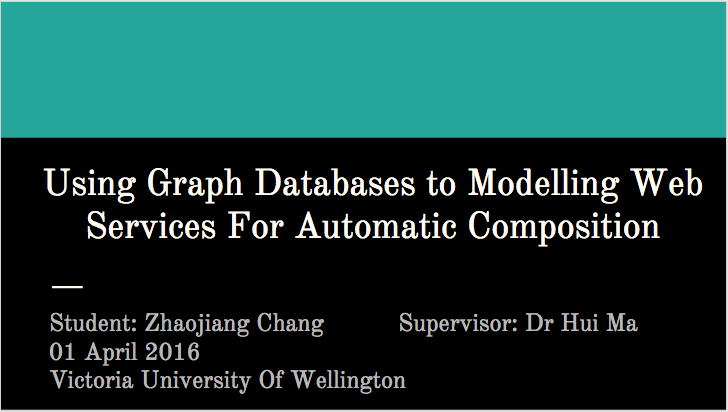 Using Graph Databases to Modelling Web
Services For Automatic Composition
Student: Zhaojiang Chang Supervisor: Dr Hui Ma
01 April 2016
Victoria University Of Wellington